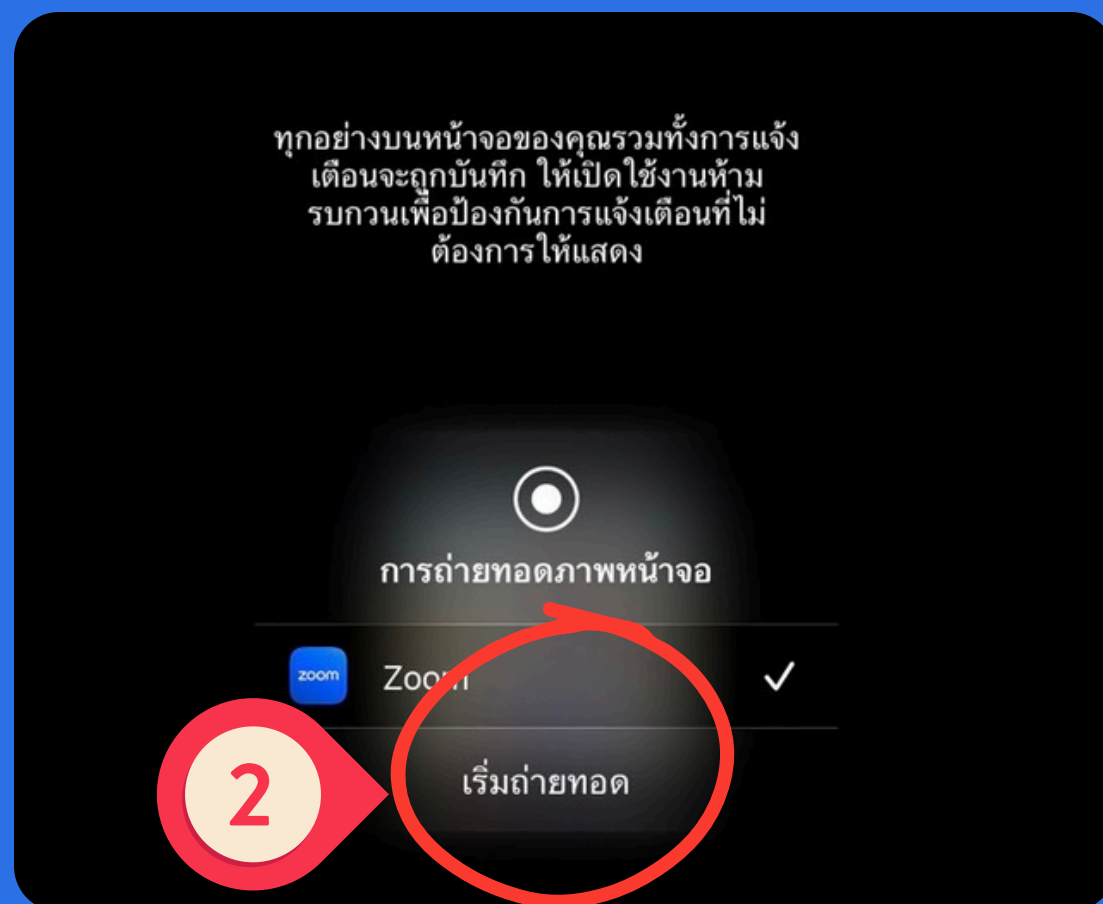 ทุกอย่างบนหน้าจอของคุณรวมทั้งการแจ้ง
เตือนจะถูกบันทึก ให้เปิดใช้งานห้าม
รบกวนเพื่อป้องกันการแจ้งเตือนที่ไม่
ต้องการให้แสดง
การถ่ายทอดภาพหน้าจอ
zoom Zoom
2 เริ่มถ่ายทอด